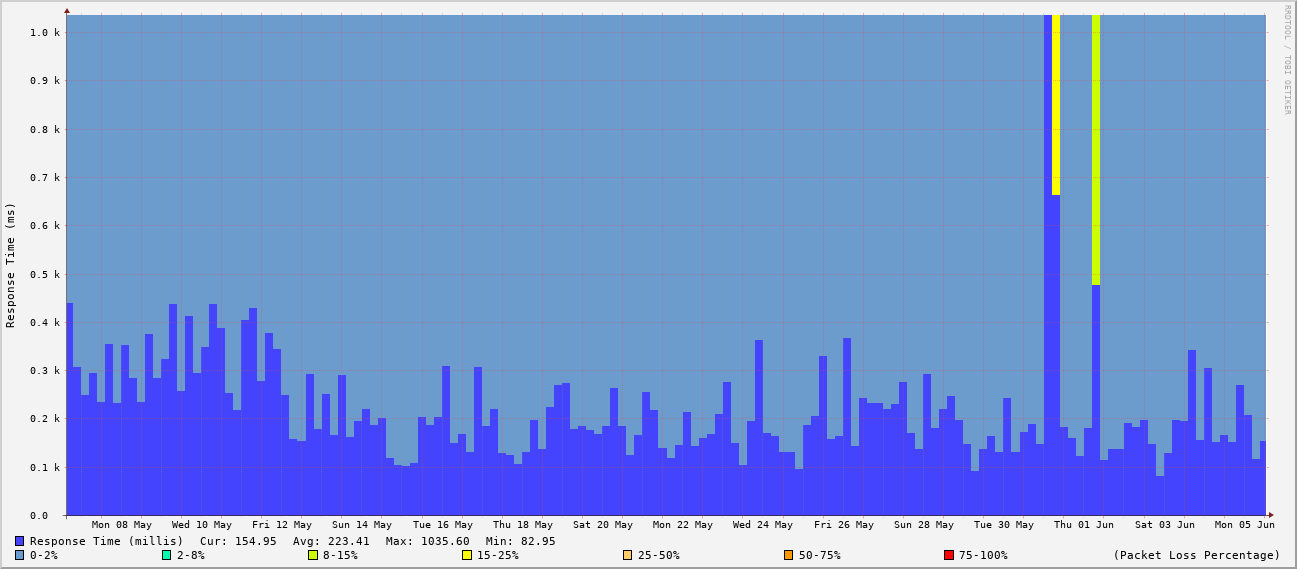 RRDTOOL / TOBI OETIKER
Response Time (ms)
1.0 k
0.9 k
0.8 k
0.7 k
0.6 k
0.5 k
0.4 k
0.3 k
0.2 k
0.1 k
0.0
Mon 08 May Wed 10 May Fri 12 May Sun 14 May Tue 16 May Thu 18 May Sat 20 May Mon 22 May Wed 24 May Fri 26 May Sun 28 May Tue 30 May Thu 01 Jun Sat 03 Jun Mon 05 Jun
Response Time (millis) Cur: 154.95 Avg: 223.41 Max: 1035.60 Min: 82.95
0-2% 2-8% 8-15% 15-25% 25-50% 50-75% 75-100% (Packet Loss Percentage)